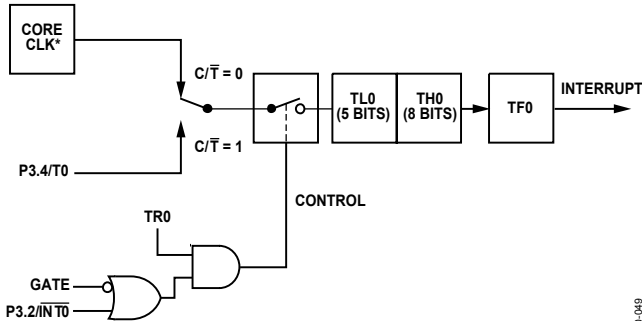 CORE
CLK*
C/T̅ = 0
C/T̅ = 1
P3.4/T0
TL0
(5 BITS)
TH0
(8 BITS)
TF0
INTERRUPT
CONTROL
TR0
GATE
P3.2/I̅N̅T̅0̅